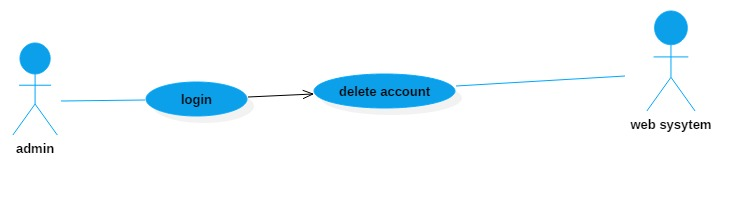 admin
login
delete account
web sysytem